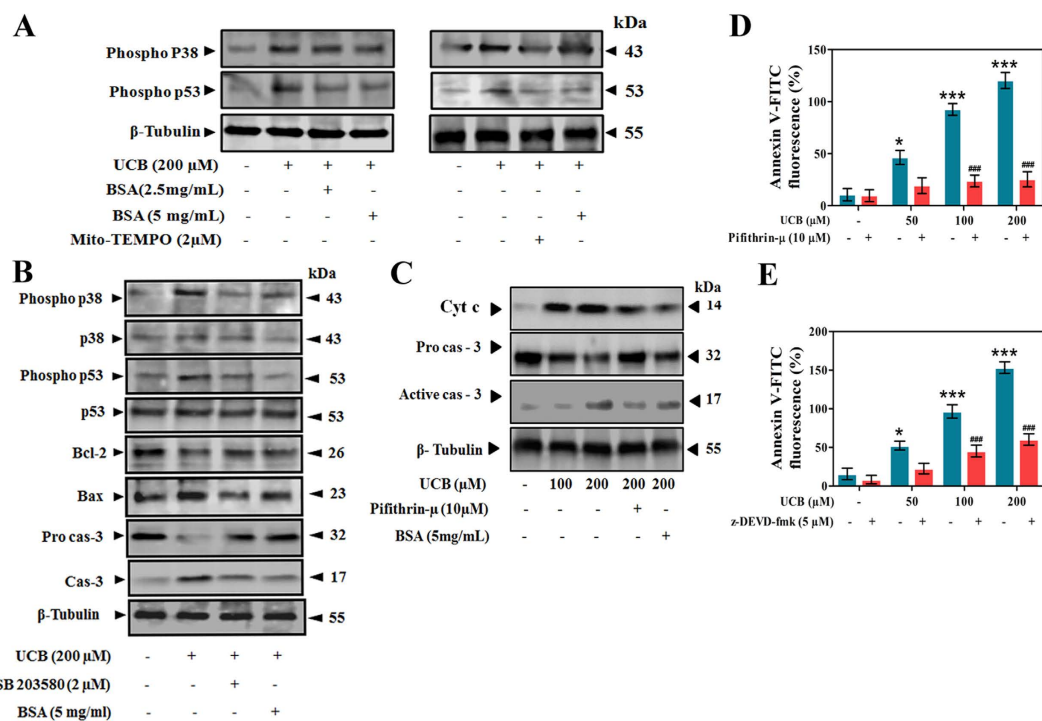 A
kDa
Phospho P38 43
Phospho p53 53
β-Tubulin 55
UCB (200 µM) - + + + - + + +
BSA(2.5mg/mL) - - + - - - - -
BSA (5 mg/mL) - - - + - - - +
Mito-TEMPO (2µM) - - - - - - + -
B
kDa
Phospho p38 43
p38 43
Phospho p53 53
p53 53
Bcl-2 26
Bax 23
Pro cas-3 32
Cas-3 17
β-Tubulin 55
UCB (200 µM) - + + +
SB 203580 (2 µM) - - + -
BSA (5 mg/ml) - - - +
C
kDa
Cyt c 14
Pro cas - 3 32
Active cas - 3 17
β- Tubulin 55
UCB (µM) - 100 200 200 200
Pifithrin-µ (10µM) - - - + -
BSA (5mg/mL) - - - - +
D
Annexin V-FITC
fluorescence (%)
150
100
50
0
* *** ### *** ###
UCB (µM) - - 50 100 200
Pifithrin-µ (10 µM) - + - + - + - +
E
Annexin V-FITC
fluorescence (%)
200
150
100
50
0
* *** ### *** ###
UCB (µM) - - 50 100 200
z-DEVD-fmk (5 µM) - + - + - + - +